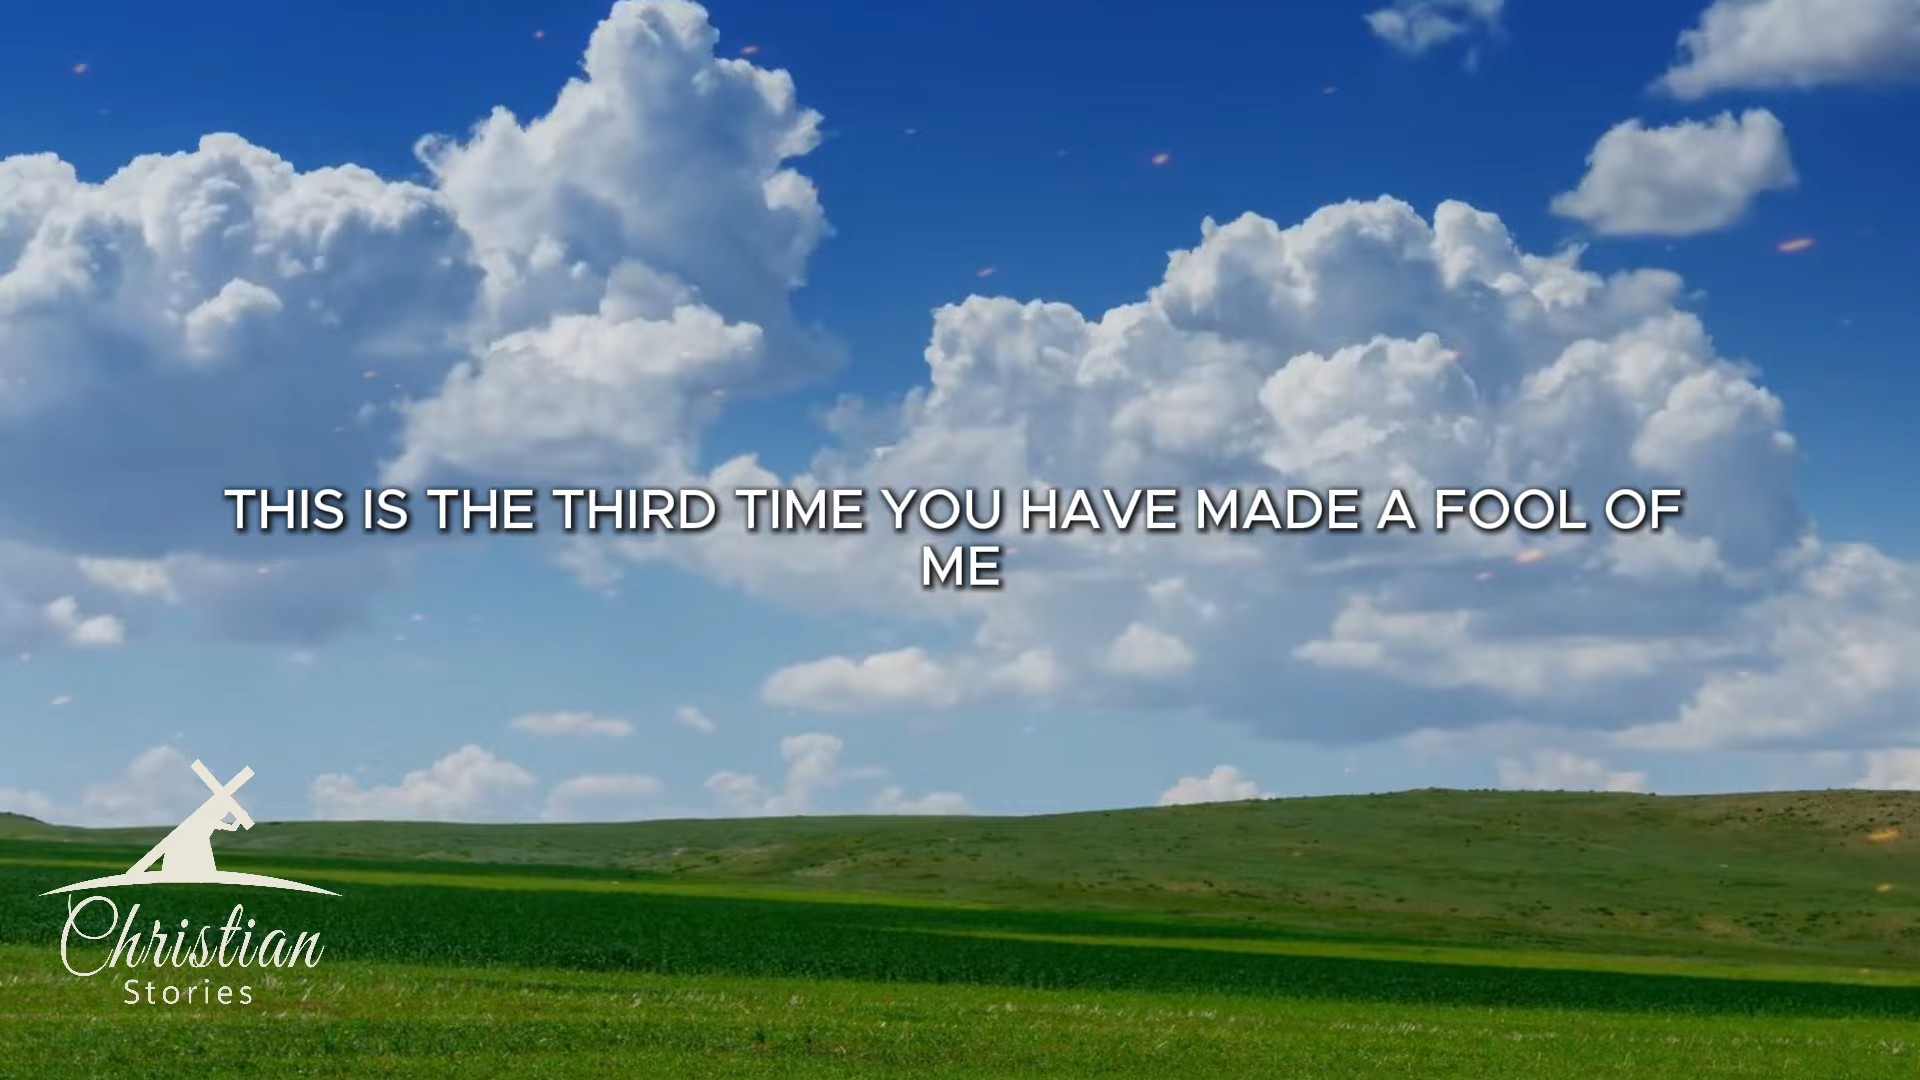 THIS IS THE THIRD TIME YOU HAVE MADE A FOOL OF
ME
Christian
Stories